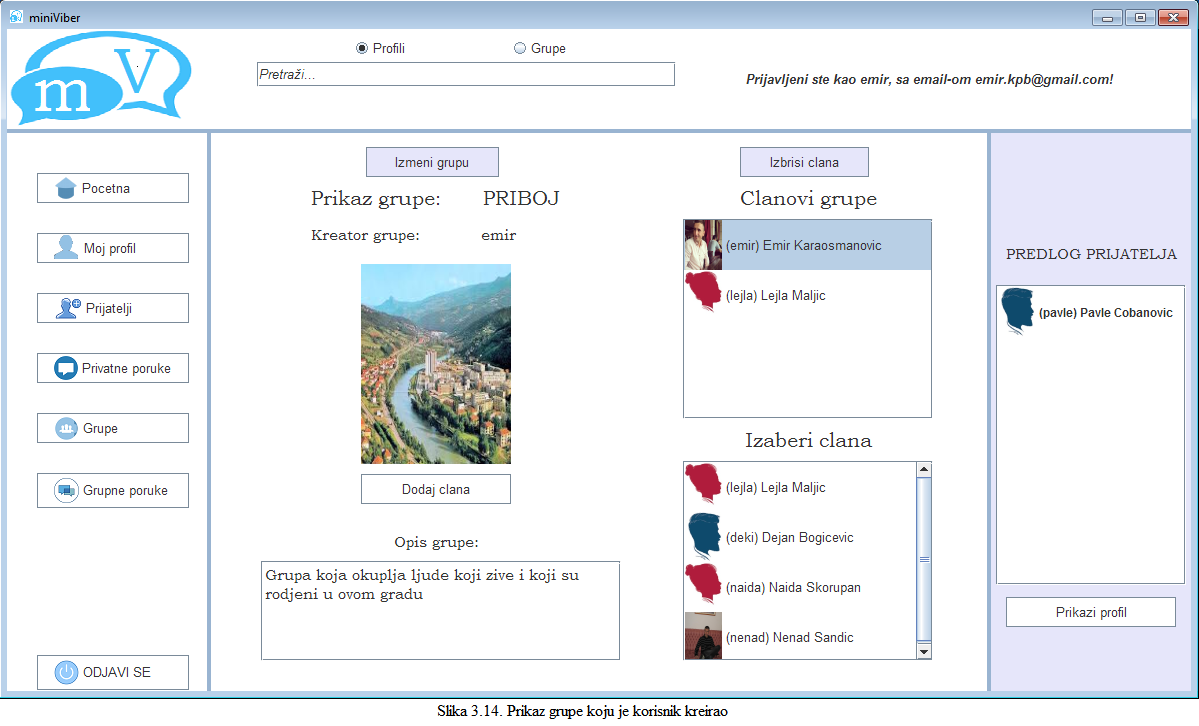 miniViber
m V
Profili
Grupe
Pretraži...
Prijavljeni ste kao emir, sa email-om emir.kpb@gmail.com!
Pocetna
Moj profil
Prijatelji
Privatne poruke
Grupe
Grupne poruke
ODJAVI SE
Izmeni grupu
Prikaz grupe: PRIBOJ
Kreator grupe: emir
Dodaj clana
Opis grupe:
Grupa koja okuplja ljude koji zive i koji su
rodjeni u ovom gradu
Izbrisi clana
Clanovi grupe
(emir) Emir Karaosmanovic
(lejla) Lejla Maljic
Izaberi clana
(lejla) Lejla Maljic
(deki) Dejan Bogicevic
(naida) Naida Skorupan
(nenad) Nenad Sandic
PREDLOG PRIJATELJA
(pavle) Pavle Cobanovic
Prikazi profil
Slika 3.14. Prikaz grupe koju je korisnik kreirao